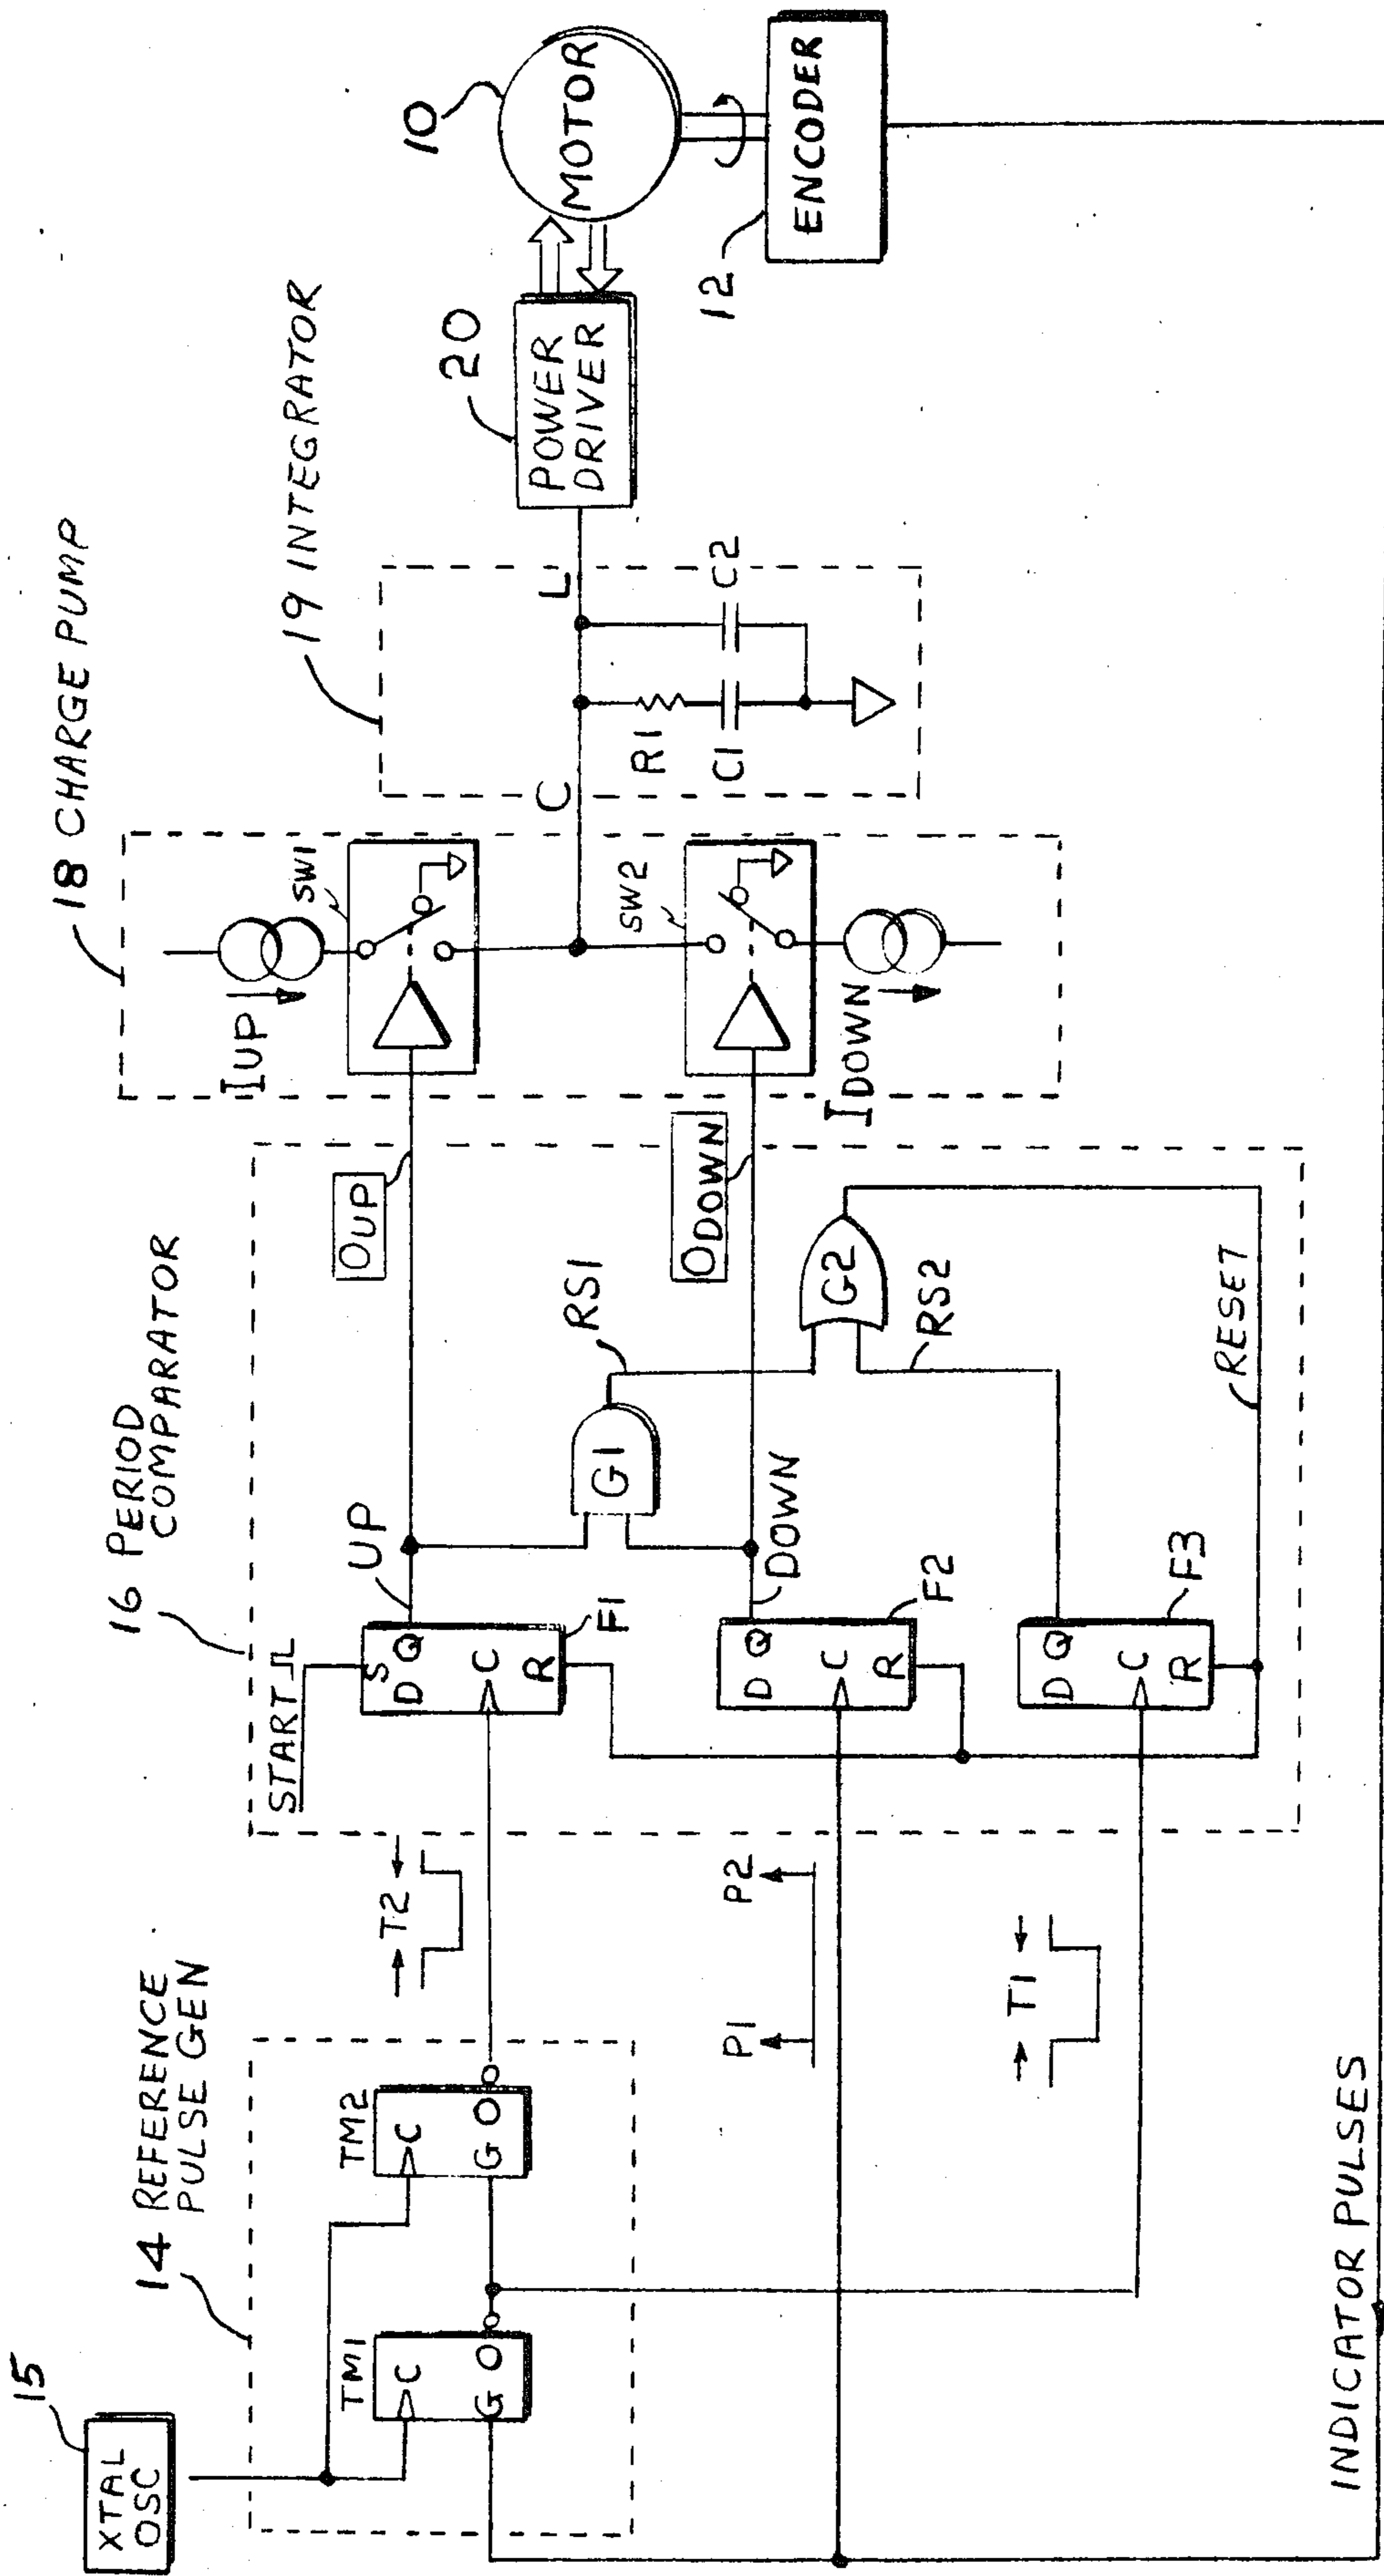 15
XTAL
OSC
14 REFERENCE
PULSE GEN
TM1
C
G O
TM2
C
G O
T2
P1
P2
T1
INDICATOR PULSES
16 PERIOD
COMPARATOR
START
S
D Q
C
R
F1
UP
D Q
C
R
F2
DOWN
D Q
C
R
F3
G1
RS1
G2
RS2
RESET
OUP
ODOWN
18 CHARGE PUMP
IUP
SW1
SW2
IDOWN
19 INTEGRATOR
C
L
R1
C1
C2
20
POWER
DRIVER
10
MOTOR
12
ENCODER